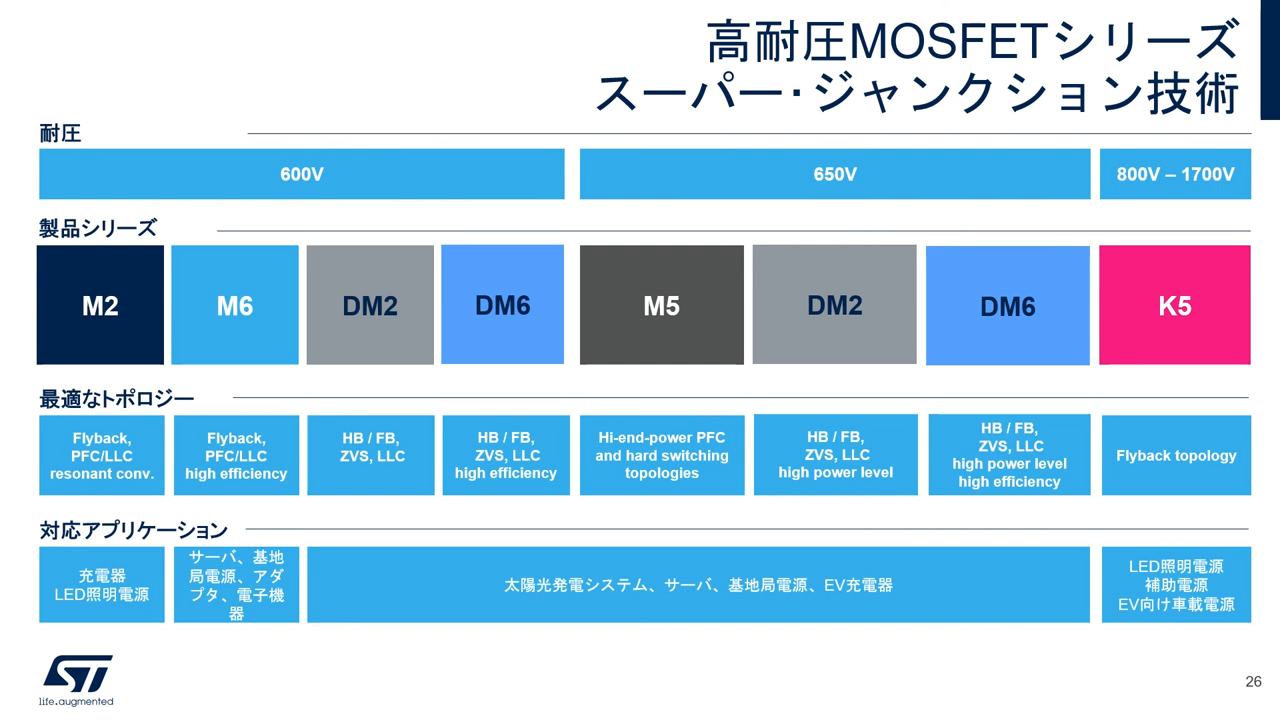 高耐圧MOSFETシリーズ
スーパー・ジャンクション技術
耐圧
600V
650V
800V – 1700V
製品シリーズ
M2
M6
DM2
DM6
M5
DM2
DM6
K5
最適なトポロジー
Flyback,
PFC/LLC
resonant conv.
Flyback,
PFC/LLC
high efficiency
HB / FB,
ZVS, LLC
HB / FB,
ZVS, LLC
high efficiency
Hi-end-power PFC
and hard switching
topologies
HB / FB,
ZVS, LLC
high power level
HB / FB,
ZVS, LLC
high power level
high efficiency
Flyback topology
対応アプリケーション
充電器
LED照明電源
サーバ、基地
局電源、アダ
プタ、電子機
器
太陽光発電システム、サーバ、基地局電源、EV充電器
LED照明電源
補助電源
EV向け車載電源
ST
life.augmented
26